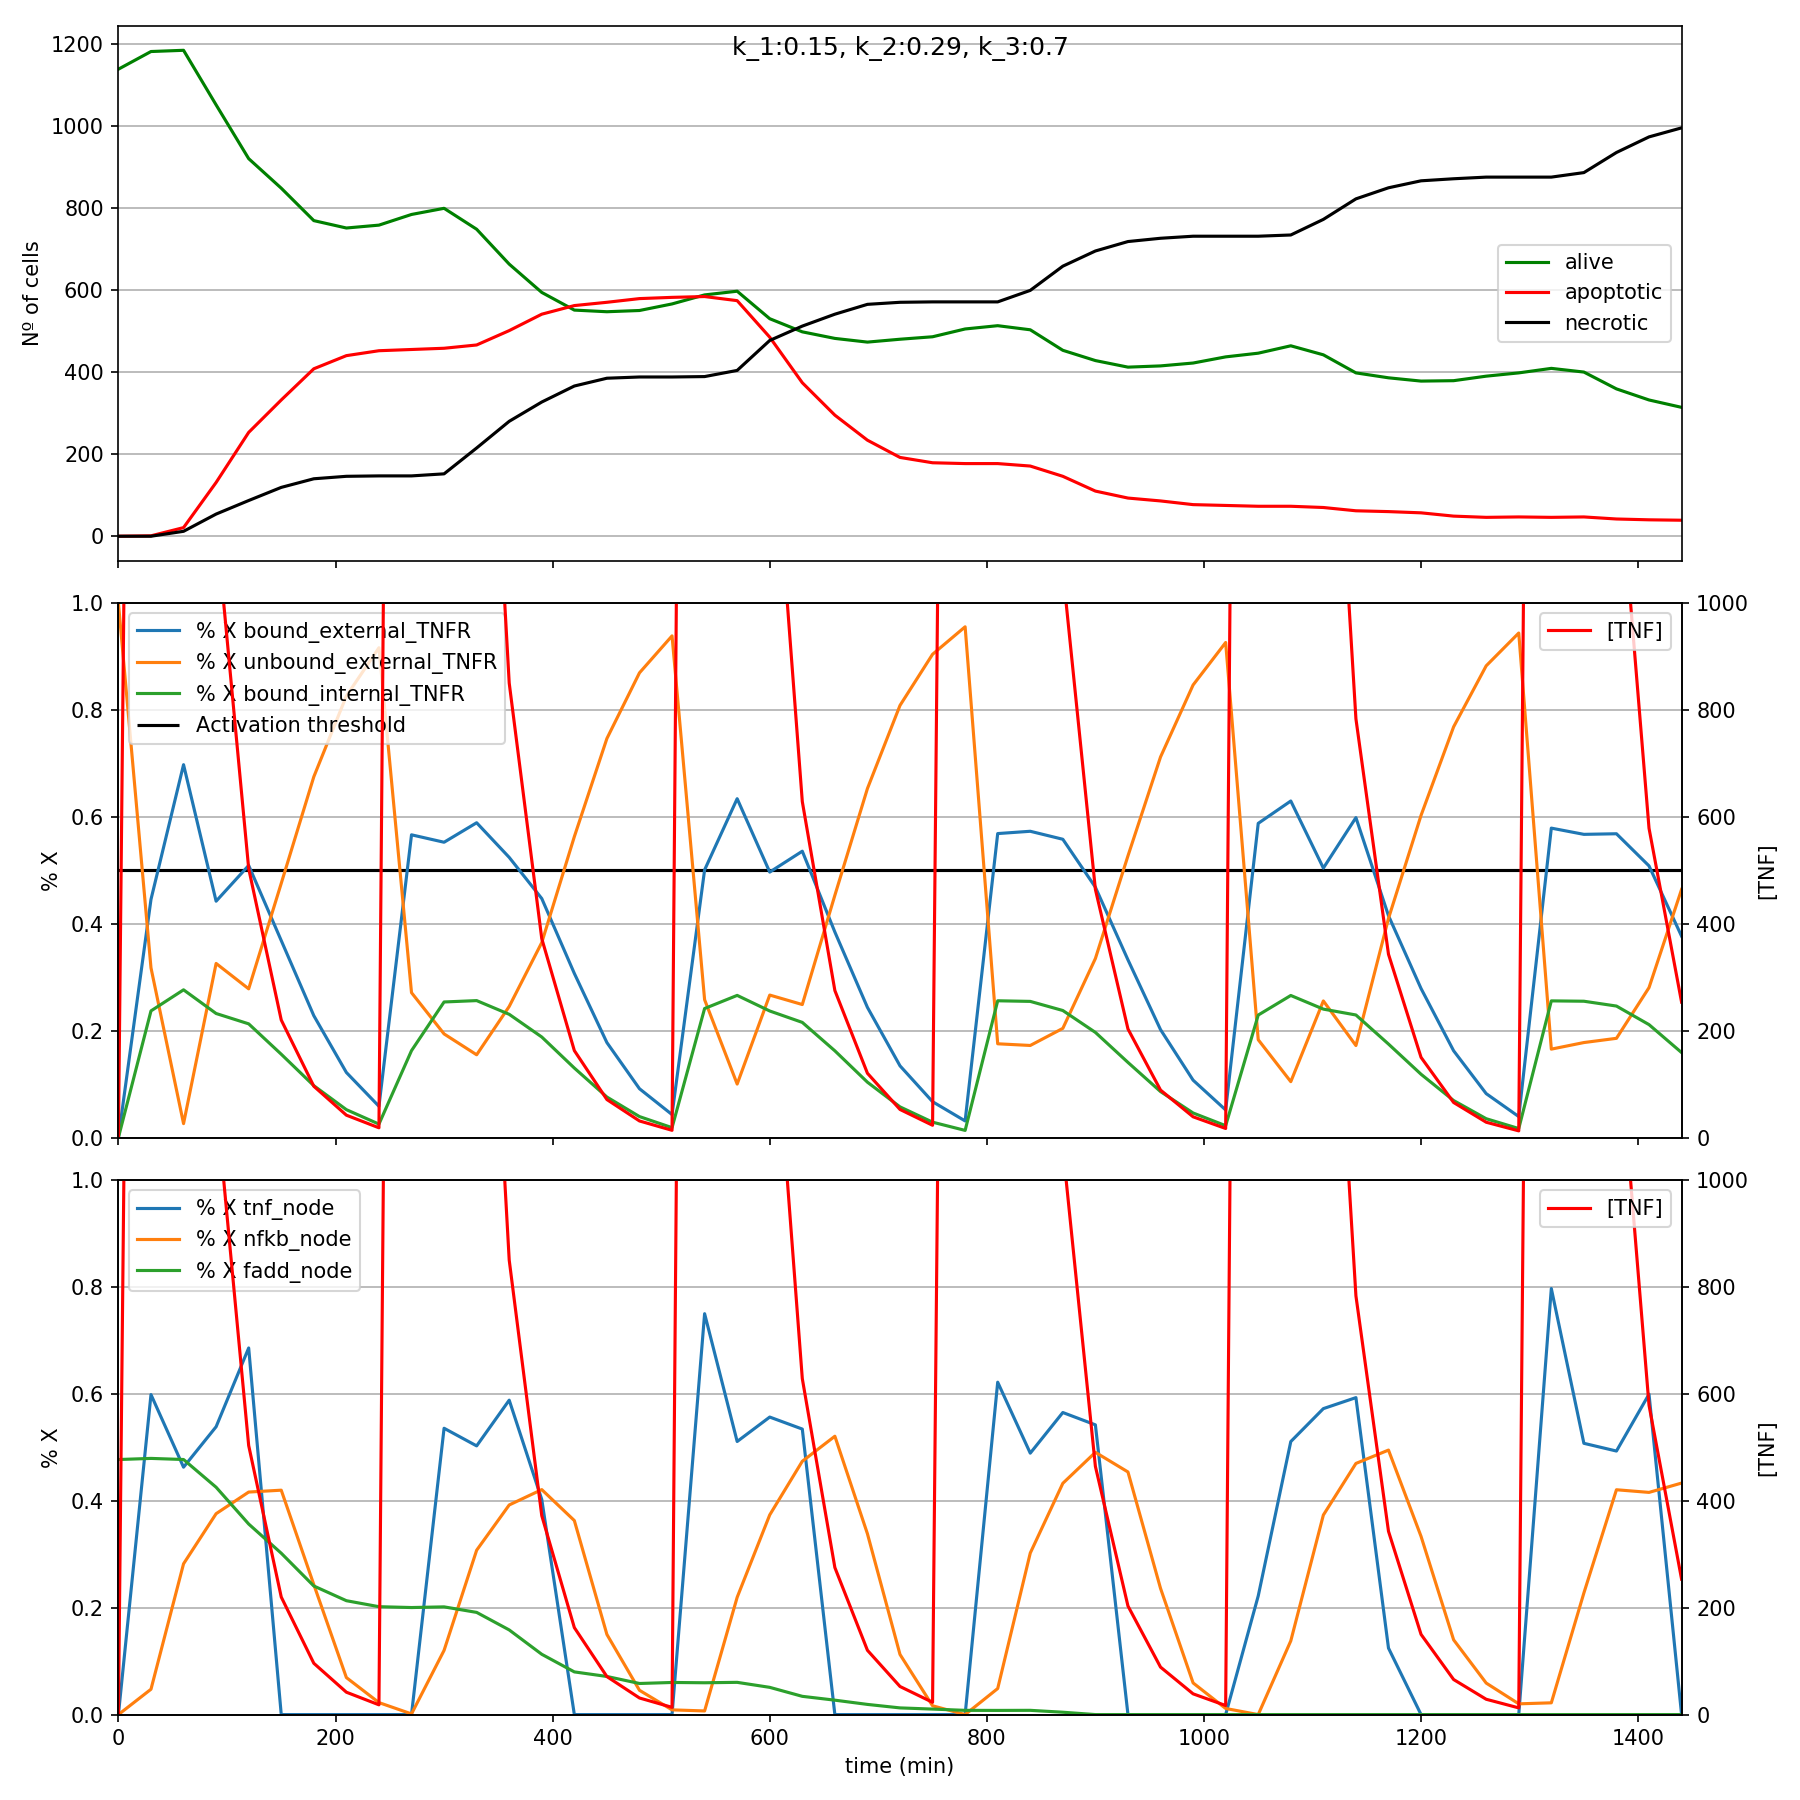 k_1:0.15, k_2:0.29, k_3:0.7
1200
1000
800
600
400
200
0
Nº of cells
alive
apoptotic
necrotic
1.0
0.8
0.6
0.4
0.2
0.0
% X
% X bound_external_TNFR
% X unbound_external_TNFR
% X bound_internal_TNFR
Activation threshold
[TNF]
1000
800
600
400
200
0
[TNF]
1.0
0.8
0.6
0.4
0.2
0.0
% X
% X tnf_node
% X nfkb_node
% X fadd_node
[TNF]
1000
800
600
400
200
0
[TNF]
0 200 400 600 800 1000 1200 1400
time (min)